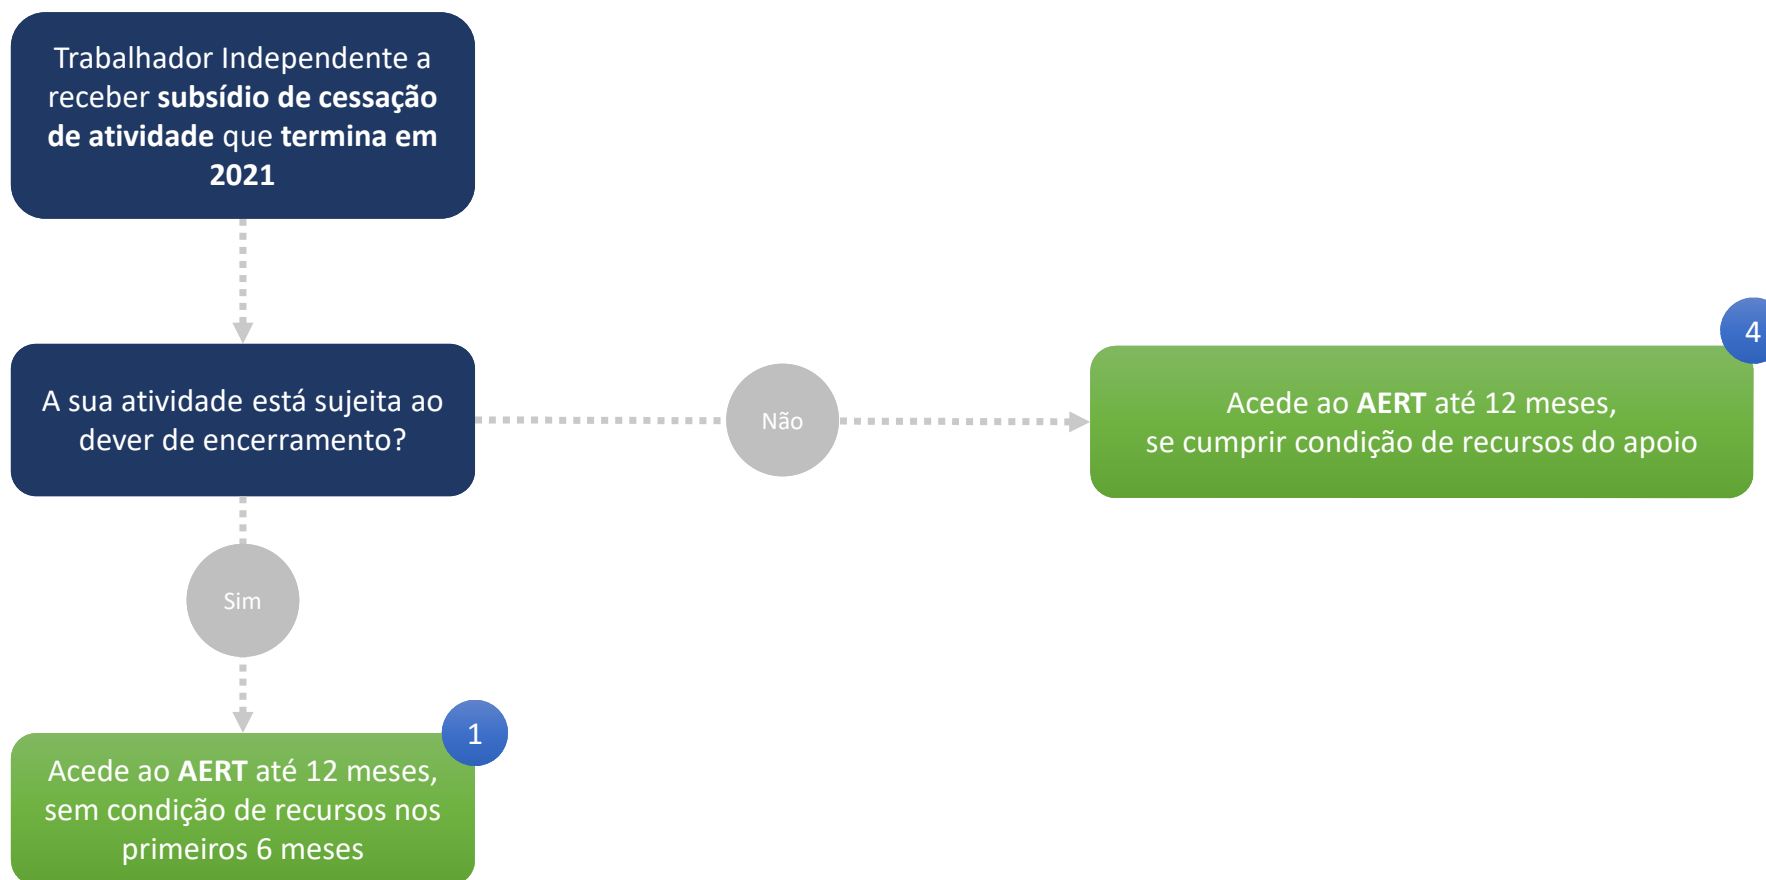 Trabalhador Independente a
receber subsídio de cessação
de atividade que termina em
2021
A sua atividade está sujeita ao
dever de encerramento?
Não
4
Acede ao AERT até 12 meses,
se cumprir condição de recursos do apoio
Sim
1
Acede ao AERT até 12 meses,
sem condição de recursos nos
primeiros 6 meses